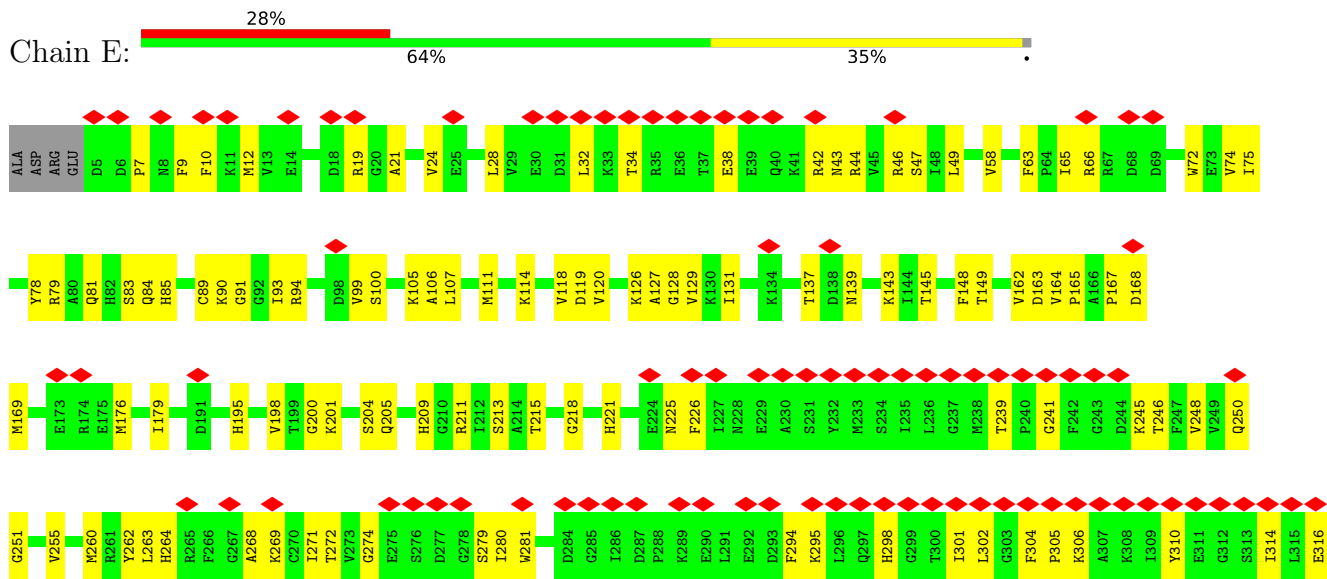 28%
Chain E:
64% 35% •
ALA ASP ARG GLU D5 D6 P7 N8 F9 F10 K11 M12 V13 E14 D18 R19 G20 A21 V24 E25 L28 V29 E30 D31 L32 K33 T34 R35 E36 T37 E38 E39 Q40 K41 R42 N43 R44 V45 R46 S47 I48 L49 V58 F63 P64 I65 R66 R67 D68 D69 W72 E73 V74 I75
Y78 R79 A80 Q81 H82 S83 Q84 H85 C89 K90 G91 G92 I93 R94 D98 V99 S100 K105 A106 L107 M111 K114 V118 D119 V120 K126 A127 G128 V129 K130 I131 K134 T137 D138 N139 K143 I144 T145 F148 T149 V162 D163 V164 P165 A166 P167 D168
M169 E173 R174 E175 M176 I179 D191 H195 V198 T199 G200 K201 S204 Q205 H209 G210 R211 I212 S213 A214 T215 G218 H221 E224 N225 F226 I227 N228 E229 A230 S231 Y232 M233 S234 I235 L236 G237 M238 T239 P240 G241 F242 G243 D244 K245 T246 F247 V248 V249 Q250
G251 V255 M260 R261 Y262 L263 H264 R265 F266 G267 A268 K269 C270 I271 T272 V273 G274 E275 S276 D277 G278 S279 I280 W281 D284 G285 I286 D287 P288 K289 E290 L291 E292 D293 F294 K295 L296 Q297 H298 G299 T300 I301 L302 G303 F304 P305 K306 A307 K308 I309 Y310 E311 G312 S313 I314 L315 E316